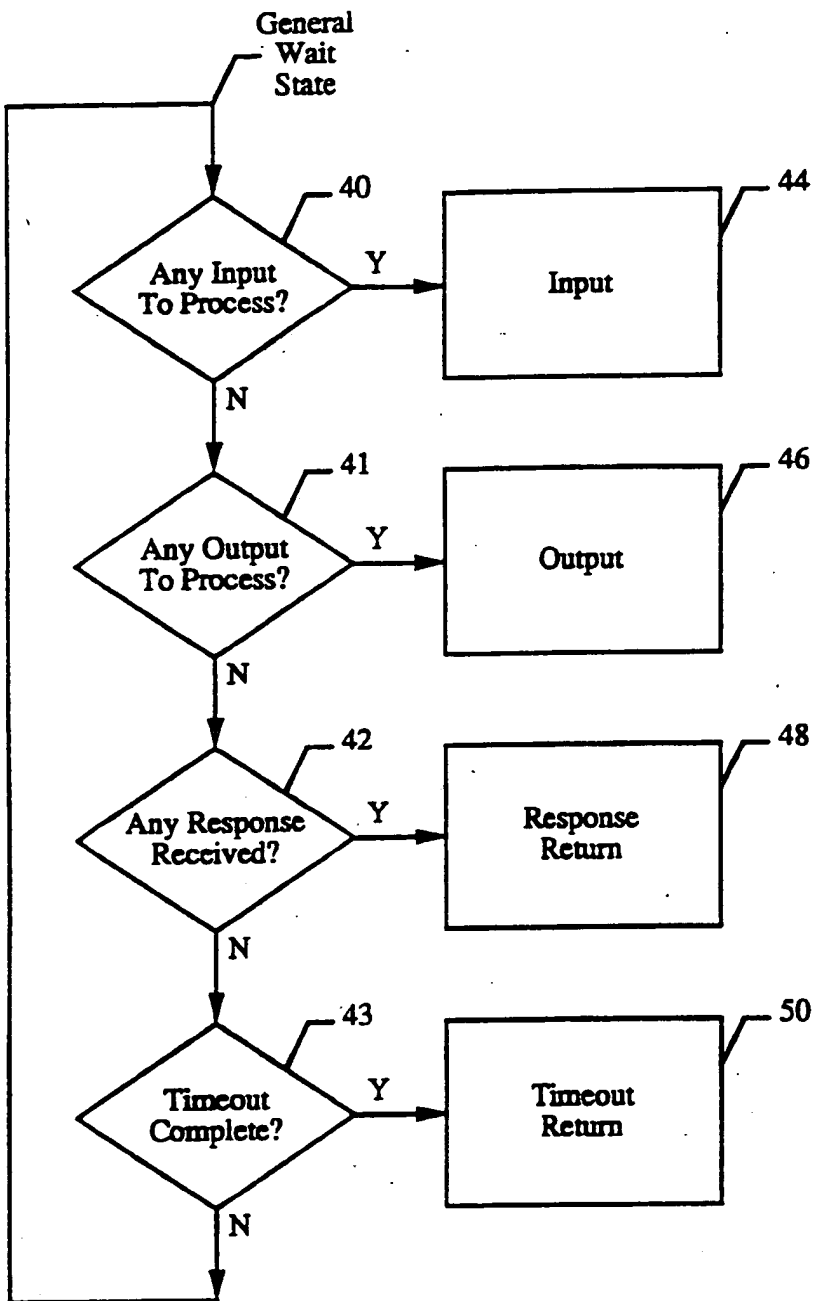 General
Wait
State
40
44
Any Input
To Process?
Y
Input
N
41
46
Any Output
To Process?
Y
Output
N
42
48
Any Response
Received?
Y
Response
Return
N
43
50
Timeout
Complete?
Y
Timeout
Return
N